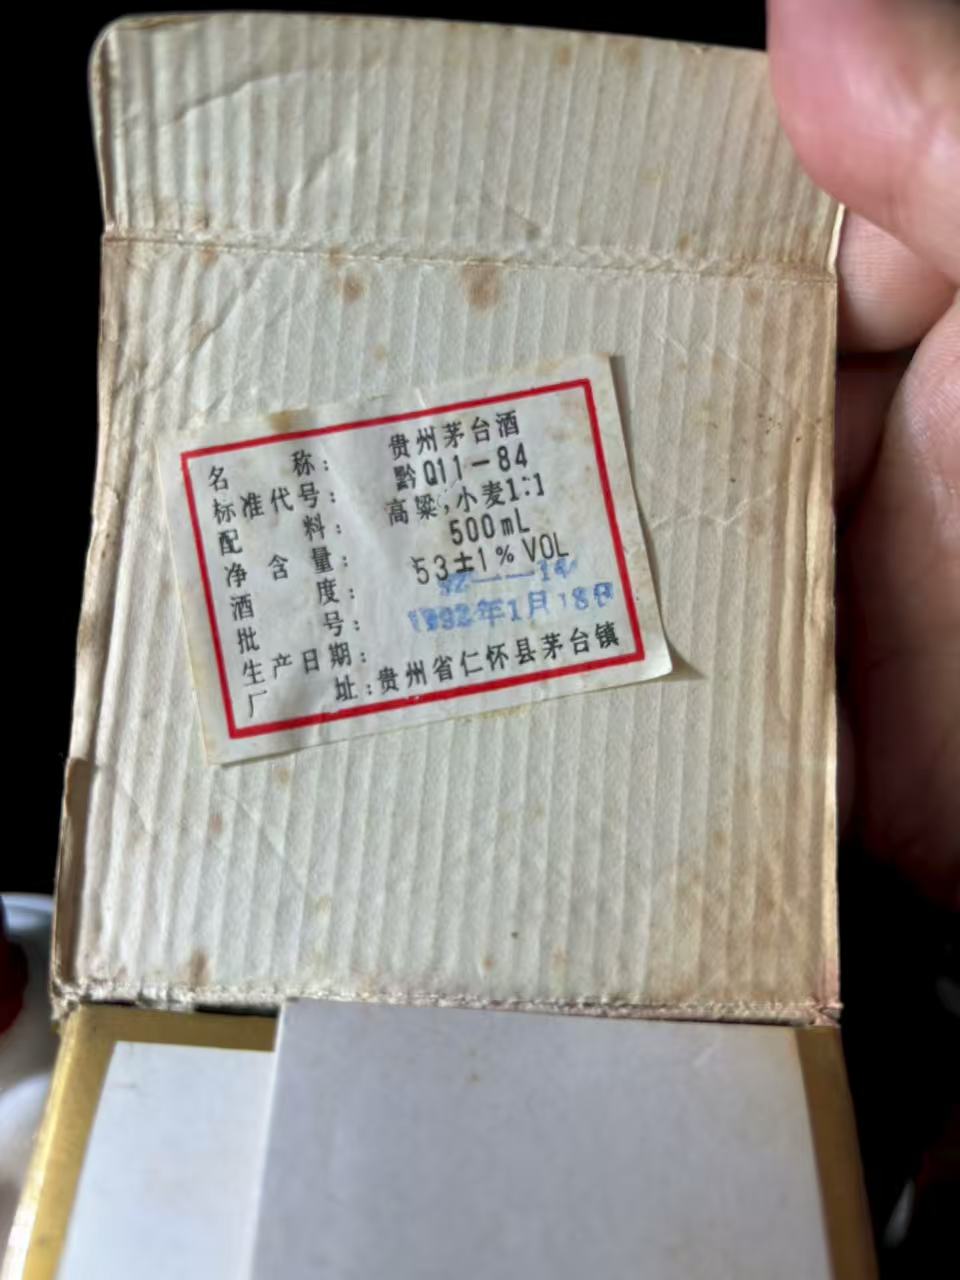 名称：贵州茅台酒
标准代号：黔Q11-84
配料：高粱,小麦1:1
净含量：500mL
酒度：53±1%VOL
批号：92——14
生产日期：1992年1月18日
厂址：贵州省仁怀县茅台镇